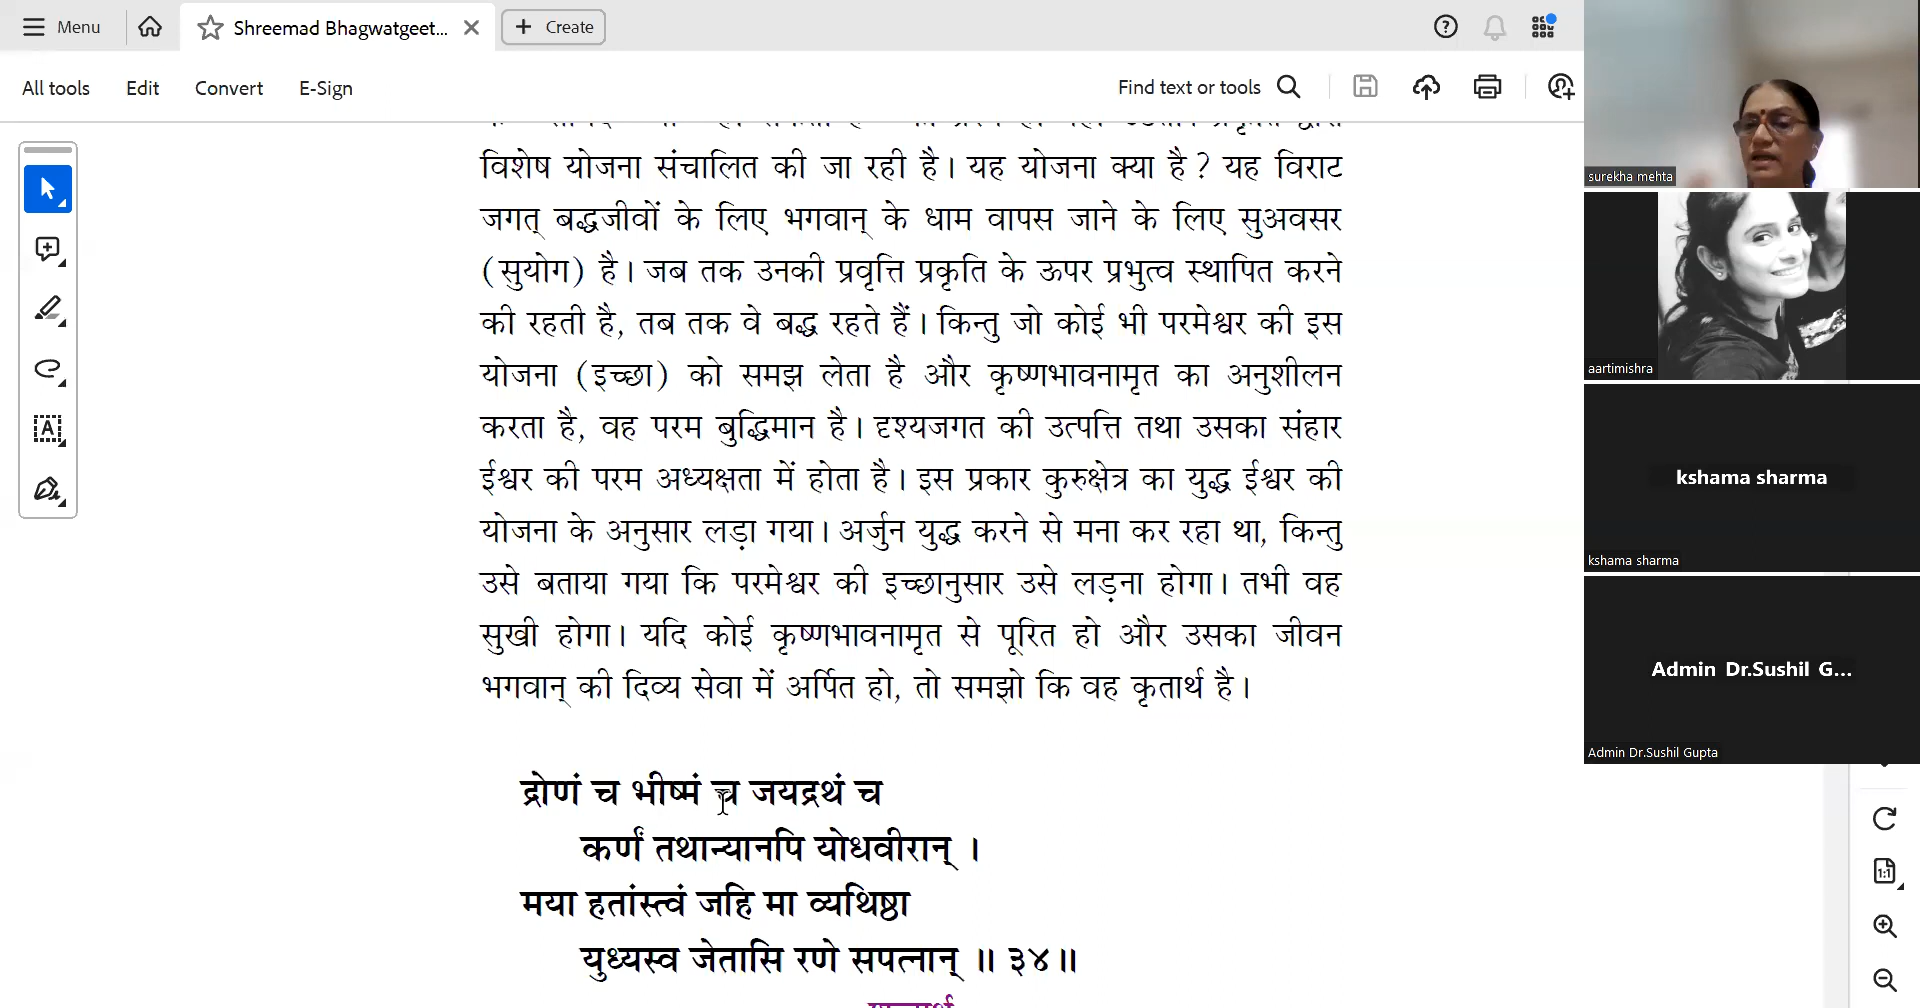 Menu
Shreemad Bhagwatgeet...
Create
All tools
Edit
Convert
E-Sign
Find text or tools
विशेष योजना संचालित की जा रही है। यह योजना क्या है ? यह विराट
जगत् बद्धजीवों के लिए भगवान् के धाम वापस जाने के लिए सुअवसर
(सुयोग) है। जब तक उनकी प्रवृत्ति प्रकृति के ऊपर प्रभुत्व स्थापित करने
की रहती है, तब तक वे बद्ध रहते हैं। किन्तु जो कोई भी परमेश्वर की इस
योजना (इच्छा) को समझ लेता है और कृष्णभावनामृत का अनुशीलन
करता है, वह परम बुद्धिमान है। दृश्यजगत की उत्पत्ति तथा उसका संहार
ईश्वर की परम अध्यक्षता में होता है। इस प्रकार कुरुक्षेत्र का युद्ध ईश्वर की
योजना के अनुसार लड़ा गया। अर्जुन युद्ध करने से मना कर रहा था, किन्तु
उसे बताया गया कि परमेश्वर की इच्छानुसार उसे लड़ना होगा। तभी वह
सुखी होगा। यदि कोई कृष्णभावनामृत से पूरित हो और उसका जीवन
भगवान् की दिव्य सेवा में अर्पित हो, तो समझो कि वह कृतार्थ है।
द्रोणं च भीष्मं च जयद्रथं च
कर्णं तथान्यानपि योधवीरान् ।
मया हतांस्त्वं जहि मा व्यथिष्ठा
युध्यस्व जेतासि रणे सपत्नान् ॥ ३४॥
surekha mehta
aartimishra
kshama sharma
kshama sharma
Admin Dr.Sushil G...
Admin Dr.Sushil Gupta
1:1